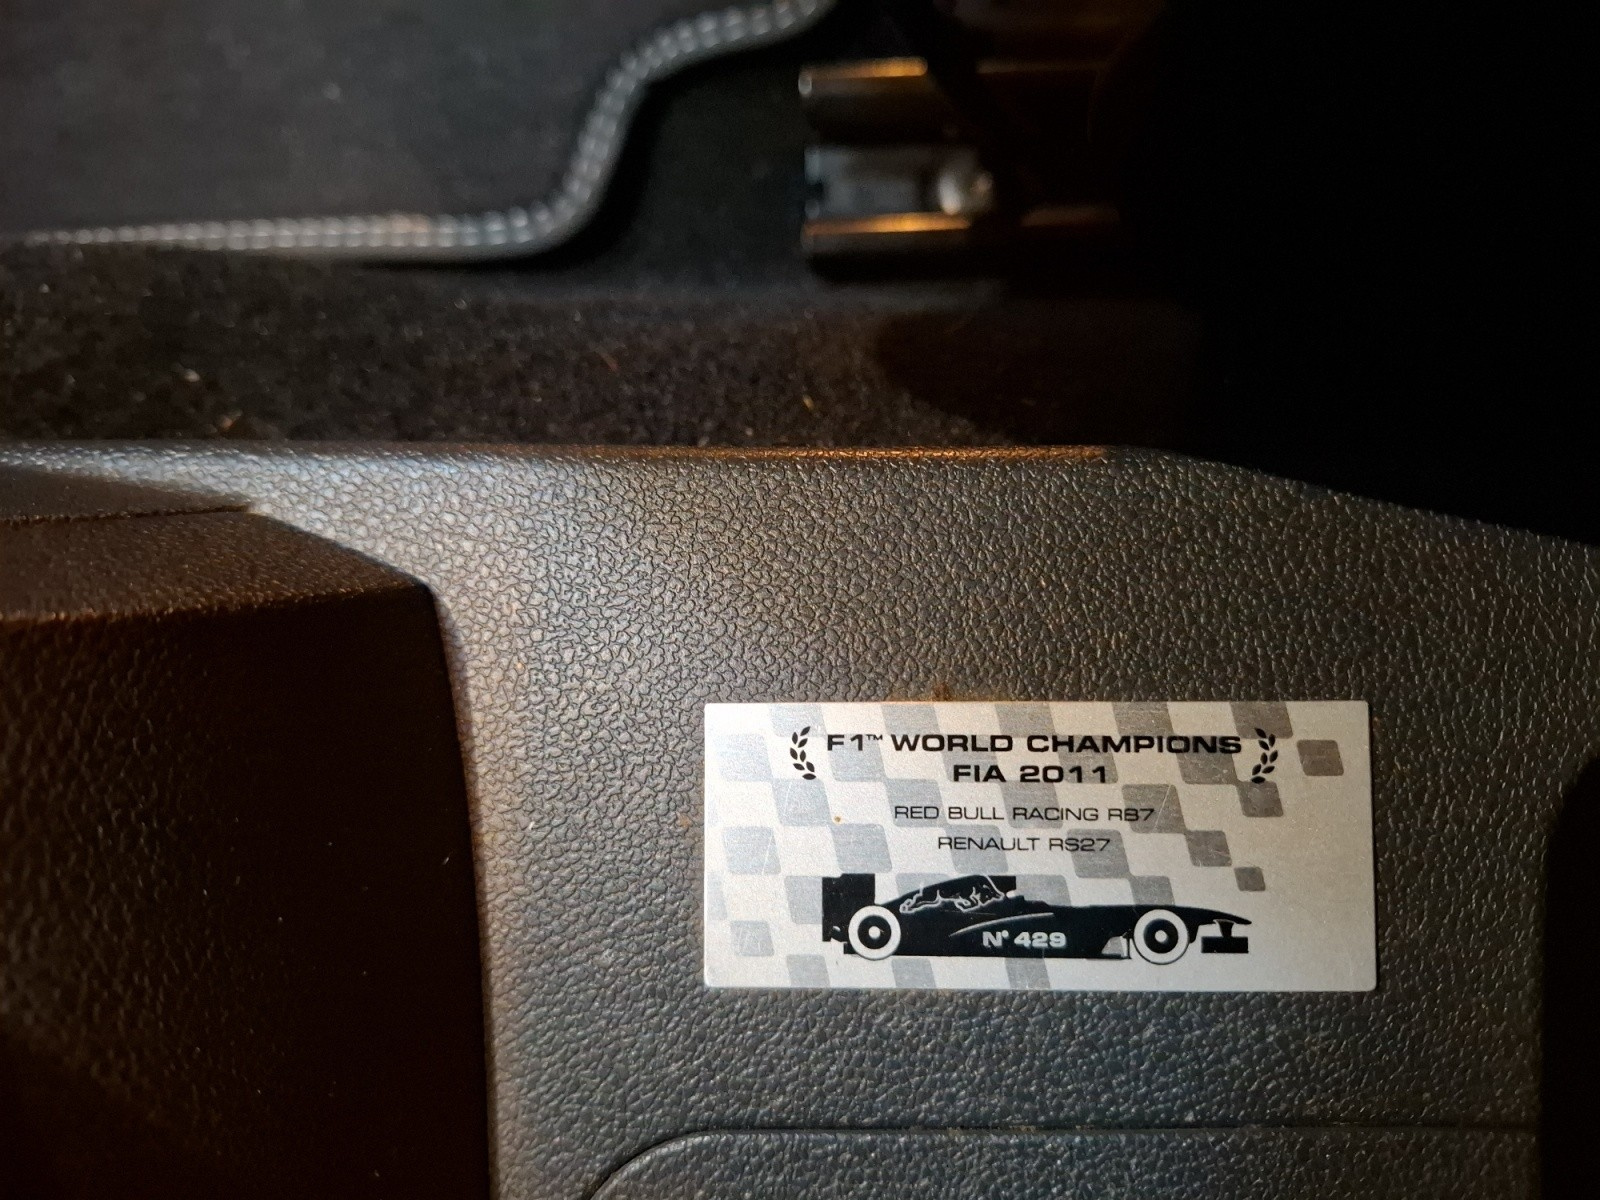 F1™ WORLD CHAMPIONS
FIA 2011
RED BULL RACING RB7
RENAULT RS27
N° 429